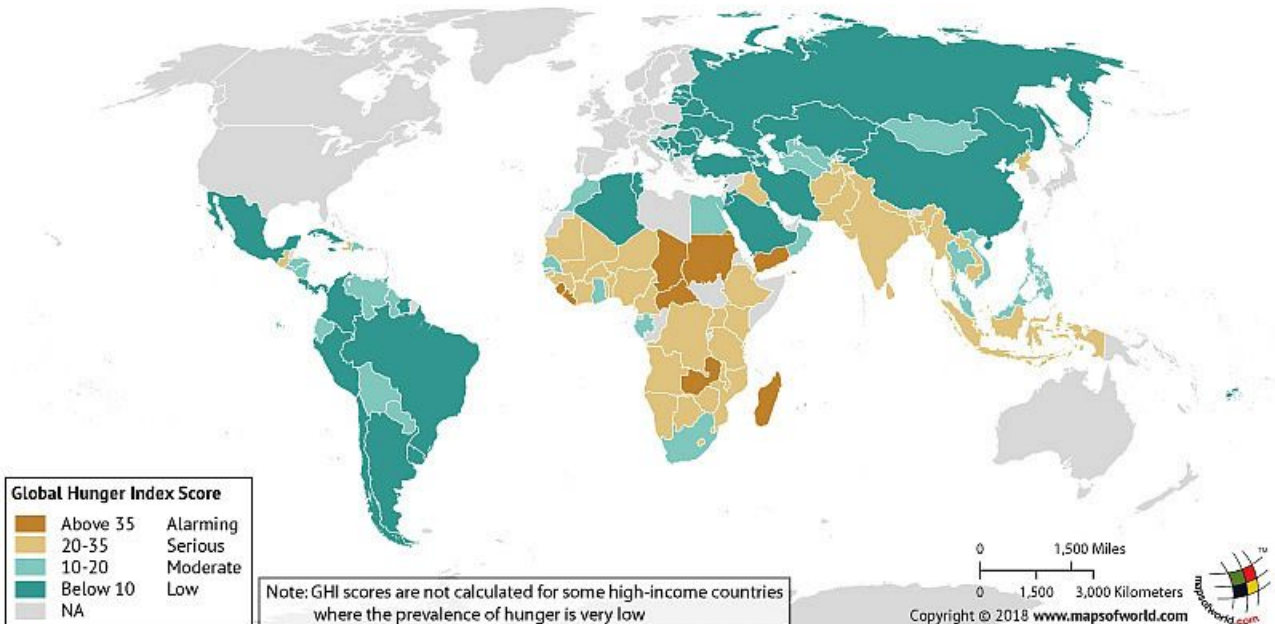 Global Hunger Index Score
Above 35 Alarming
20-35 Serious
10-20 Moderate
Below 10 Low
NA
Note: GHI scores are not calculated for some high-income countries
where the prevalence of hunger is very low
0 1,500 Miles
0 1,500 3,000 Kilometers
Copyright © 2018 www.mapsofworld.com
mapsofworld.com
TM